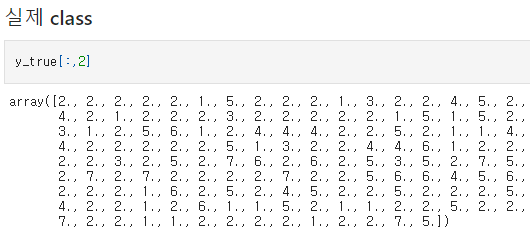 실제 class
y_true[:,2]
array([2., 2., 2., 2., 2., 1., 5., 2., 2., 2., 1., 3., 2., 2., 4., 5., 2.,
4., 2., 1., 2., 2., 2., 3., 2., 2., 2., 2., 2., 1., 5., 1., 5., 2., 2.,
3., 1., 2., 5., 6., 1., 2., 4., 4., 4., 2., 2., 5., 2., 1., 1., 4.,
4., 2., 2., 2., 2., 2., 5., 1., 3., 2., 2., 4., 4., 6., 1., 2., 2.,
2., 2., 3., 2., 5., 2., 7., 6., 2., 6., 2., 5., 3., 5., 2., 7., 5.,
2., 7., 2., 7., 2., 2., 2., 2., 7., 2., 2., 5., 6., 6., 4., 5., 6.,
2., 2., 2., 1., 6., 2., 5., 2., 4., 5., 2., 2., 5., 2., 2., 2., 5.,
4., 2., 2., 1., 2., 6., 1., 1., 5., 2., 1., 1., 2., 2., 5., 2., 2.,
7., 2., 2., 1., 1., 2., 2., 2., 2., 1., 2., 2., 7., 5.])